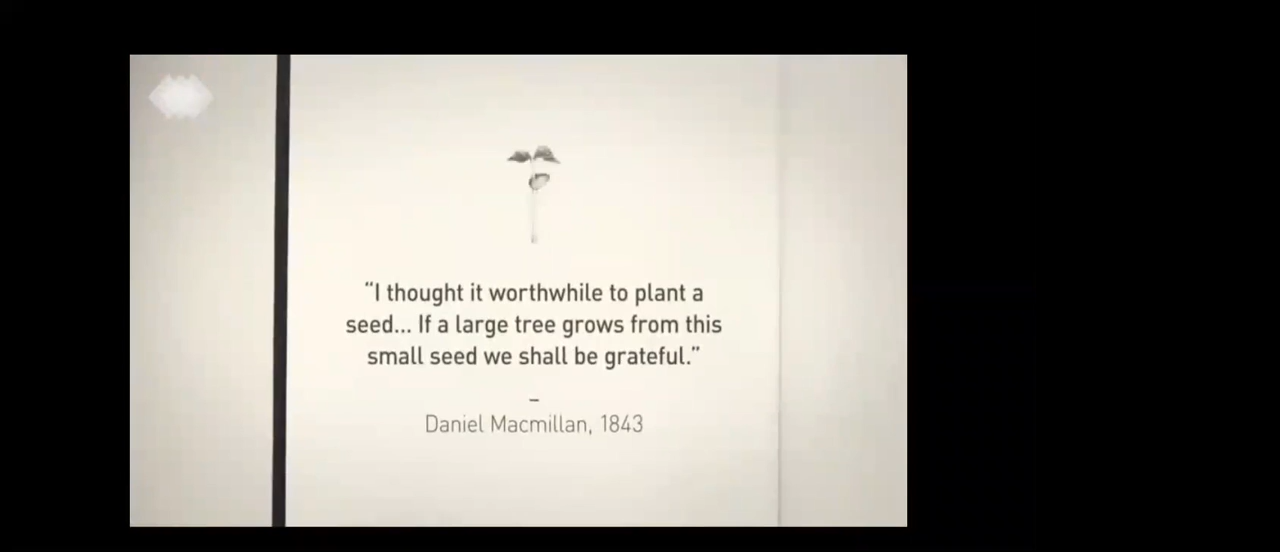 “I thought it worthwhile to plant a
seed... If a large tree grows from this
small seed we shall be grateful.”
–
Daniel Macmillan, 1843